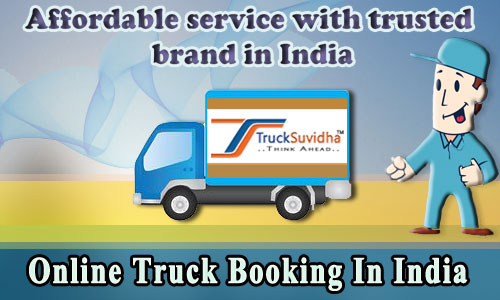 Affordable service with trusted
brand in India
TruckSuvidha™
..Think Ahead..
Online Truck Booking In India